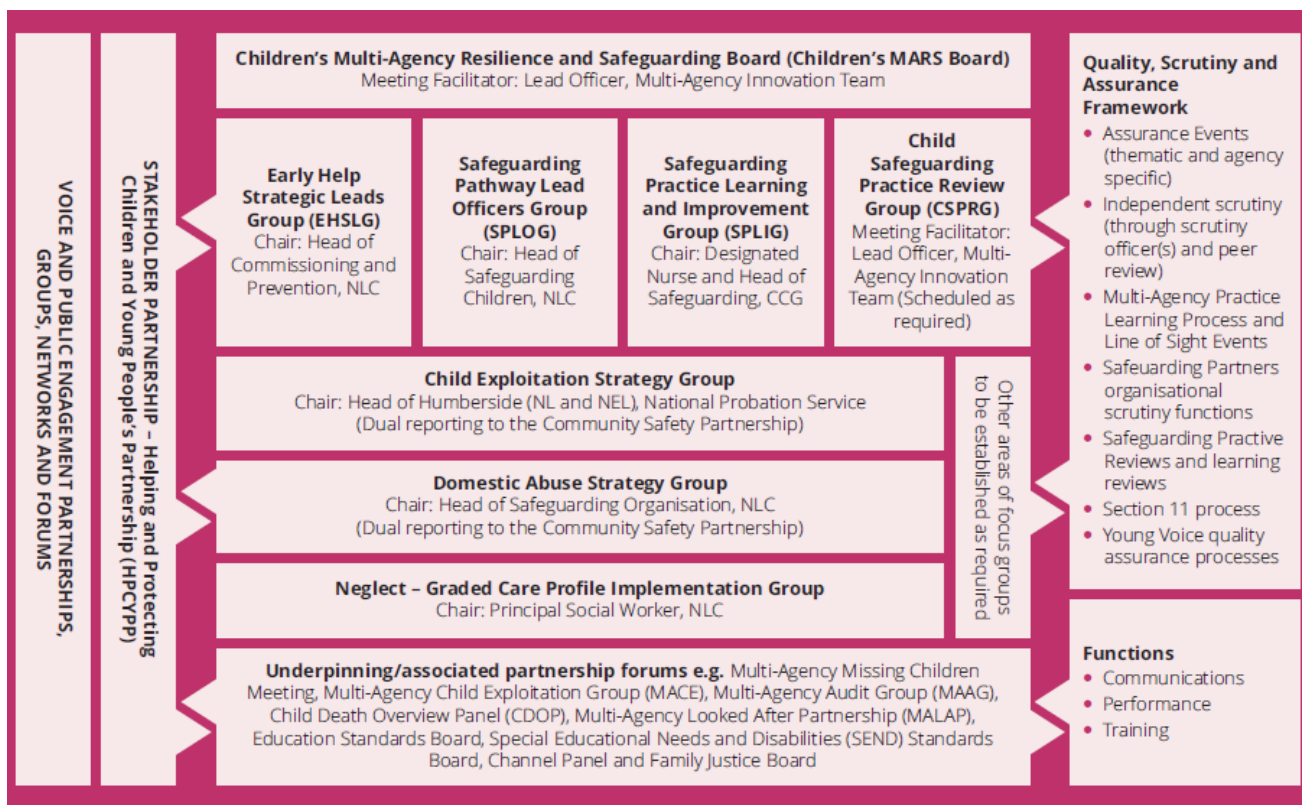 VOICE AND PUBLIC ENGAGEMENT PARTNERSHIPS,
GROUPS, NETWORKS AND FORUMS
STAKEHOLDER PARTNERSHIP – Helping and Protecting
Children and Young People’s Partnership (HPCYPP)
Children’s Multi-Agency Resilience and Safeguarding Board (Children’s MARS Board)
Meeting Facilitator: Lead Officer, Multi-Agency Innovation Team
Early Help
Strategic Leads
Group (EHSLG)
Chair: Head of
Commissioning and
Prevention, NLC
Safeguarding
Pathway Lead
Officers Group
(SPLOG)
Chair: Head of
Safeguarding
Children, NLC
Safeguarding
Practice Learning
and Improvement
Group (SPLIG)
Chair: Designated
Nurse and Head of
Safeguarding, CCG
Child
Safeguarding
Practice Review
Group (CSPRG)
Meeting Facilitator:
Lead Officer, Multi-
Agency Innovation
Team (Scheduled as
required)
Child Exploitation Strategy Group
Chair: Head of Humberside (NL and NEL), National Probation Service
(Dual reporting to the Community Safety Partnership)
Domestic Abuse Strategy Group
Chair: Head of Safeguarding Organisation, NLC
(Dual reporting to the Community Safety Partnership)
Neglect – Graded Care Profile Implementation Group
Chair: Principal Social Worker, NLC
Other areas of focus groups
to be established as required
Underpinning/associated partnership forums e.g. Multi-Agency Missing Children
Meeting, Multi-Agency Child Exploitation Group (MACE), Multi-Agency Audit Group (MAAG),
Child Death Overview Panel (CDOP), Multi-Agency Looked After Partnership (MALAP),
Education Standards Board, Special Educational Needs and Disabilities (SEND) Standards
Board, Channel Panel and Family Justice Board
Quality, Scrutiny and
Assurance
Framework
• Assurance Events
(thematic and agency
specific)
• Independent scrutiny
(through scrutiny
officer(s) and peer
review)
• Multi-Agency Practice
Learning Process and
Line of Sight Events
• Safeuarding Partners
organisational
scrutiny functions
• Safeguarding Practive
Reviews and learning
reviews
• Section 11 process
• Young Voice quality
assurance processes
Functions
• Communications
• Performance
• Training